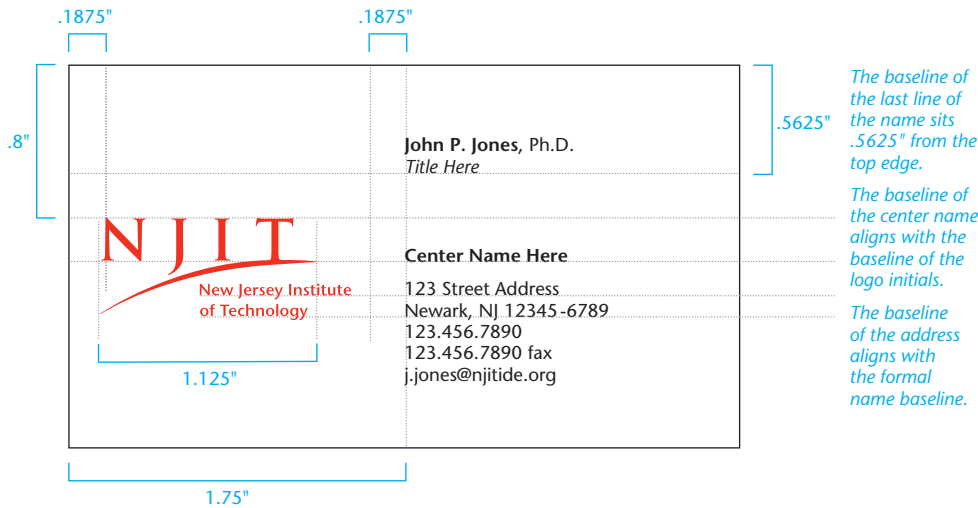 .1875"
.1875"
.8"
.5625"
John P. Jones, Ph.D.
Title Here
NJIT
New Jersey Institute
of Technology
1.125"
Center Name Here
123 Street Address
Newark, NJ 12345-6789
123.456.7890
123.456.7890 fax
j.jones@njitide.org
1.75"
The baseline of
the last line of
the name sits
.5625" from the
top edge.
The baseline of
the center name
aligns with the
baseline of the
logo initials.
The baseline
of the address
aligns with
the formal
name baseline.